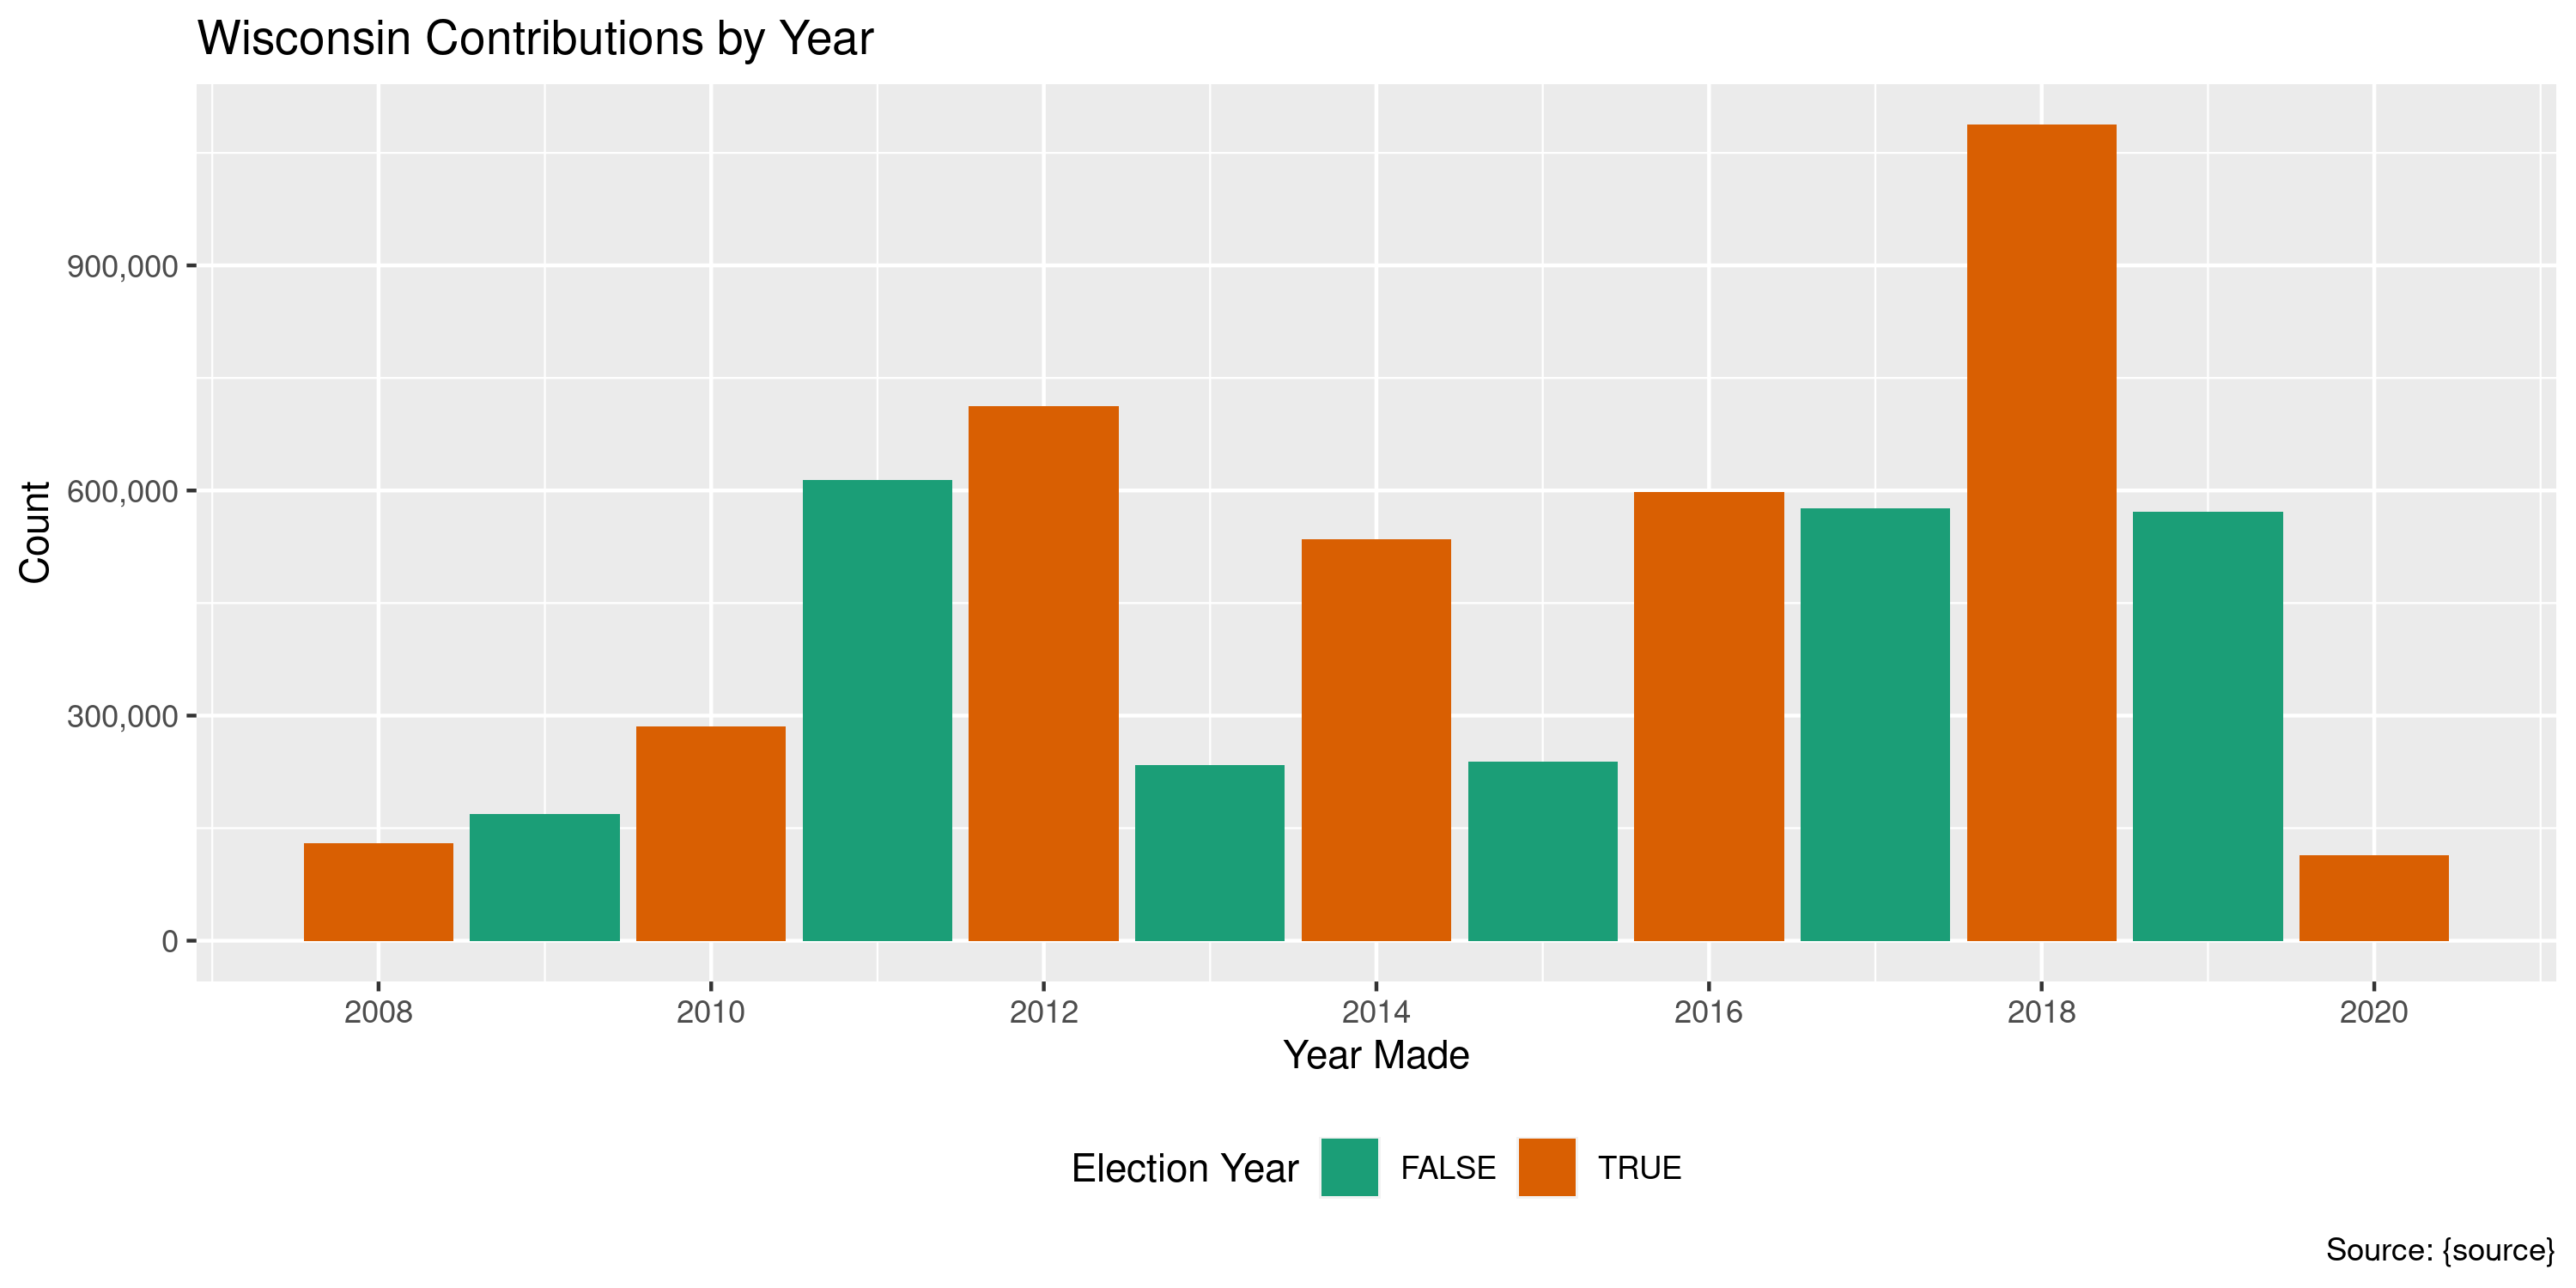 Wisconsin Contributions by Year
Count
900,000
600,000
300,000
0
2008 2010 2012 2014 2016 2018 2020
Year Made
Election Year FALSE TRUE
Source: {source}